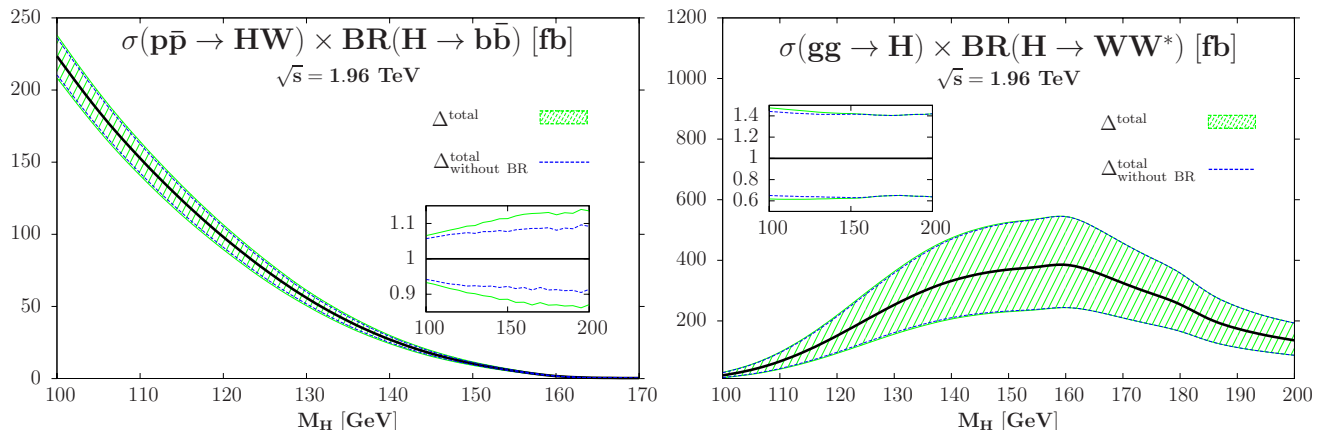 σ(pp̄ → HW) × BR(H → bb̄) [fb]
√s = 1.96 TeV
Δ^total
Δ^total_without BR
250
200
150
100
50
0
1.1
1
0.9
100 150 200
100 110 120 130 140 150 160 170
M_H [GeV]
σ(gg → H) × BR(H → WW*) [fb]
√s = 1.96 TeV
Δ^total
Δ^total_without BR
1200
1000
800
600
400
200
1.4
1.2
1
0.8
0.6
100 150 200
100 110 120 130 140 150 160 170 180 190 200
M_H [GeV]